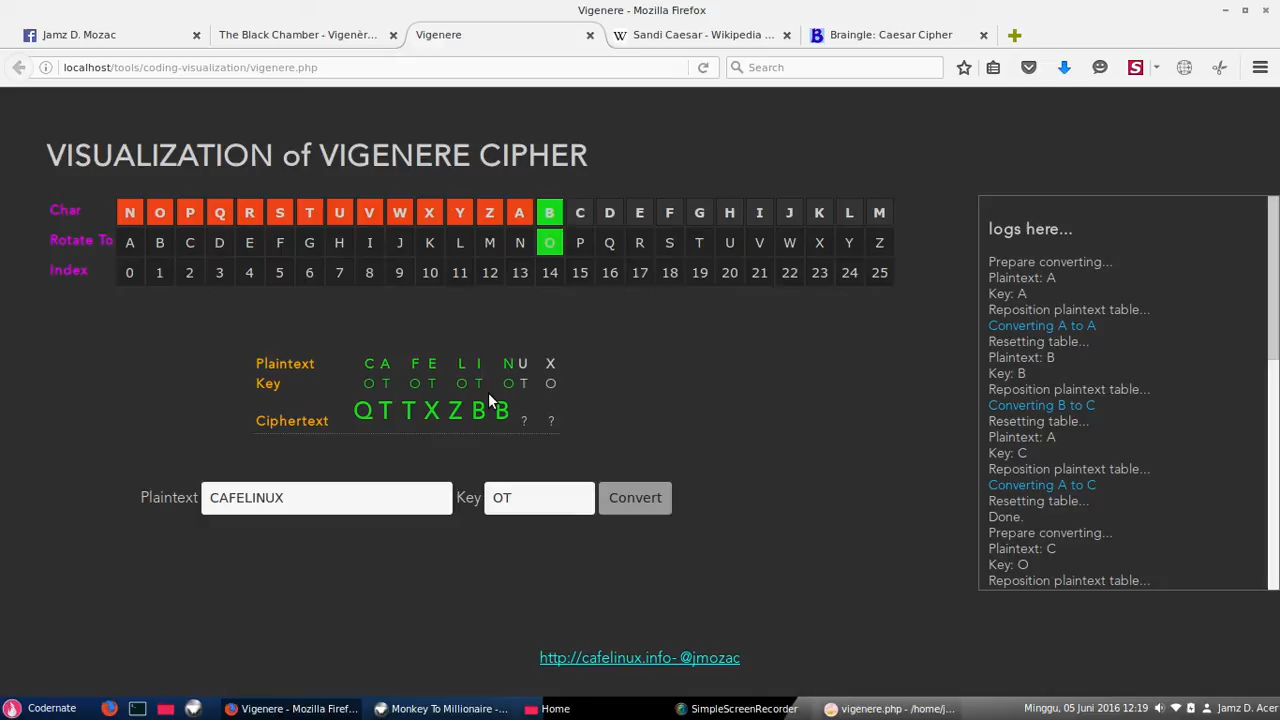 Vigenere - Mozilla Firefox
Jamz D. Mozac
The Black Chamber - Vigenèr...
Vigenere
Sandi Caesar - Wikipedia ...
Braingle: Caesar Cipher
localhost/tools/coding-visualization/vigenere.php
Search
VISUALIZATION of VIGENERE CIPHER
Char N O P Q R S T U V W X Y Z A B C D E F G H I J K L M
Rotate To A B C D E F G H I J K L M N O P Q R S T U V W X Y Z
Index 0 1 2 3 4 5 6 7 8 9 10 11 12 13 14 15 16 17 18 19 20 21 22 23 24 25
Plaintext C A F E L I N U X
Key O T O T O T O T O
Ciphertext Q T T X Z B B ? ?
Plaintext CAFELINUX Key OT Convert
logs here...
Prepare converting...
Plaintext: A
Key: A
Reposition plaintext table...
Converting A to A
Resetting table...
Plaintext: B
Key: B
Reposition plaintext table...
Converting B to C
Resetting table...
Plaintext: A
Key: C
Reposition plaintext table...
Converting A to C
Resetting table...
Done.
Prepare converting...
Plaintext: C
Key: O
Reposition plaintext table...
http://cafelinux.info- @jmozac
Codernate
Vigenere - Mozilla Firef...
Monkey To Millionaire -...
Home
SimpleScreenRecorder
vigenere.php - /home/j...
Minggu, 05 Juni 2016 12:19
Jamz D. Acer